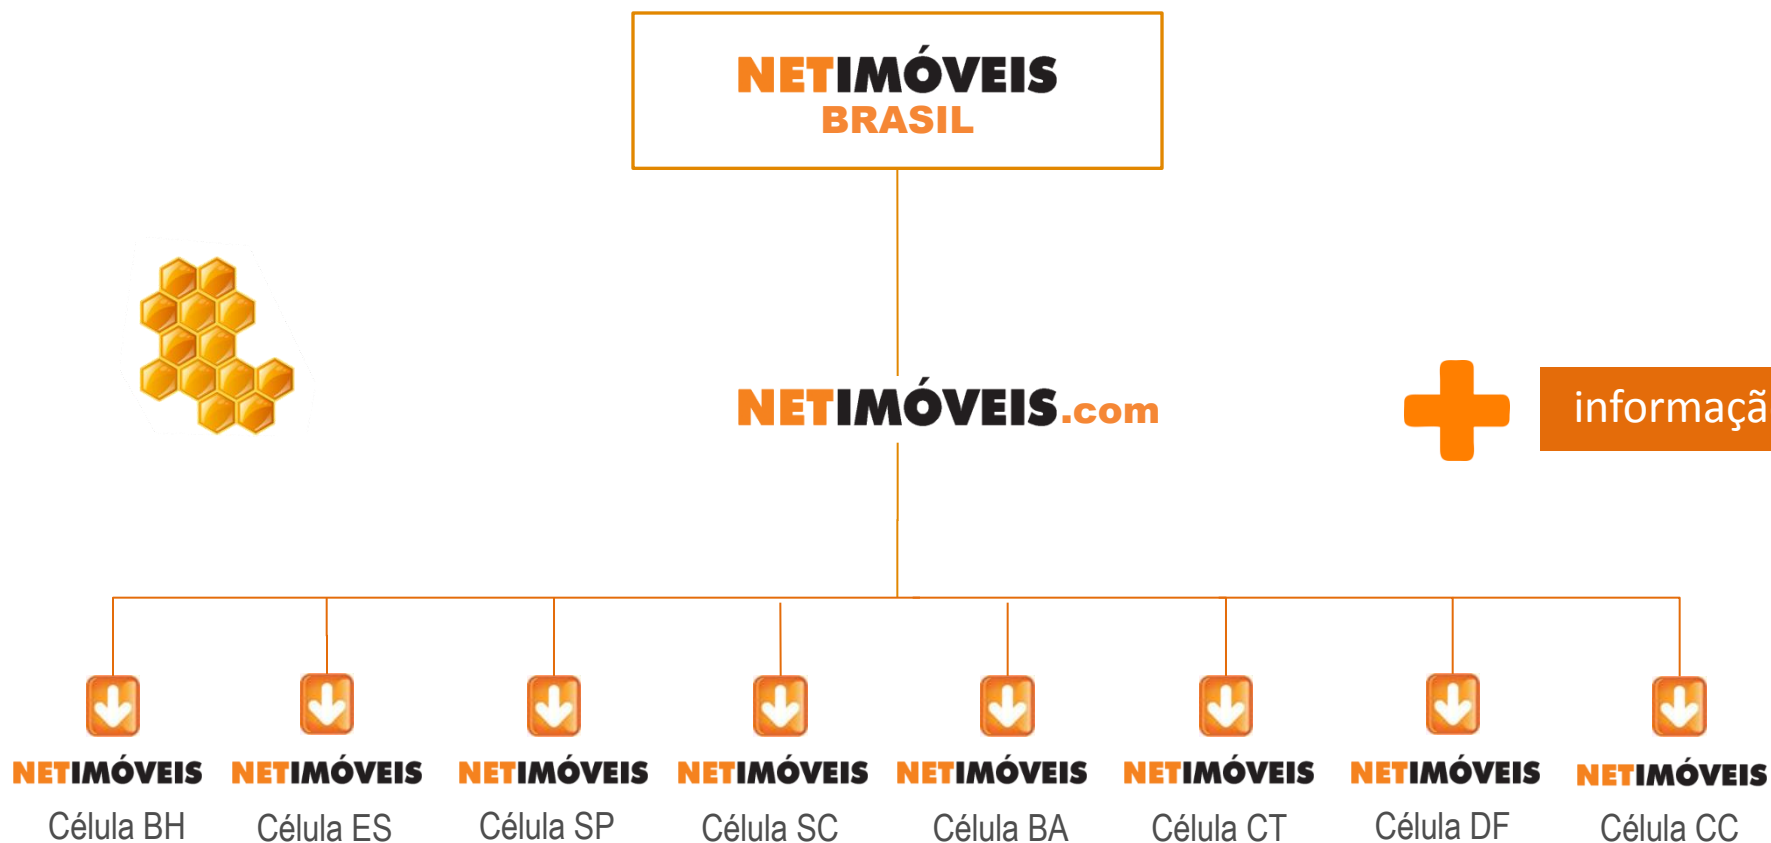 NETIMÓVEIS
BRASIL
NETIMÓVEIS.com
informaçã
NETIMÓVEIS NETIMÓVEIS NETIMÓVEIS NETIMÓVEIS NETIMÓVEIS NETIMÓVEIS NETIMÓVEIS NETIMÓVEIS
Célula BH Célula ES Célula SP Célula SC Célula BA Célula CT Célula DF Célula CC